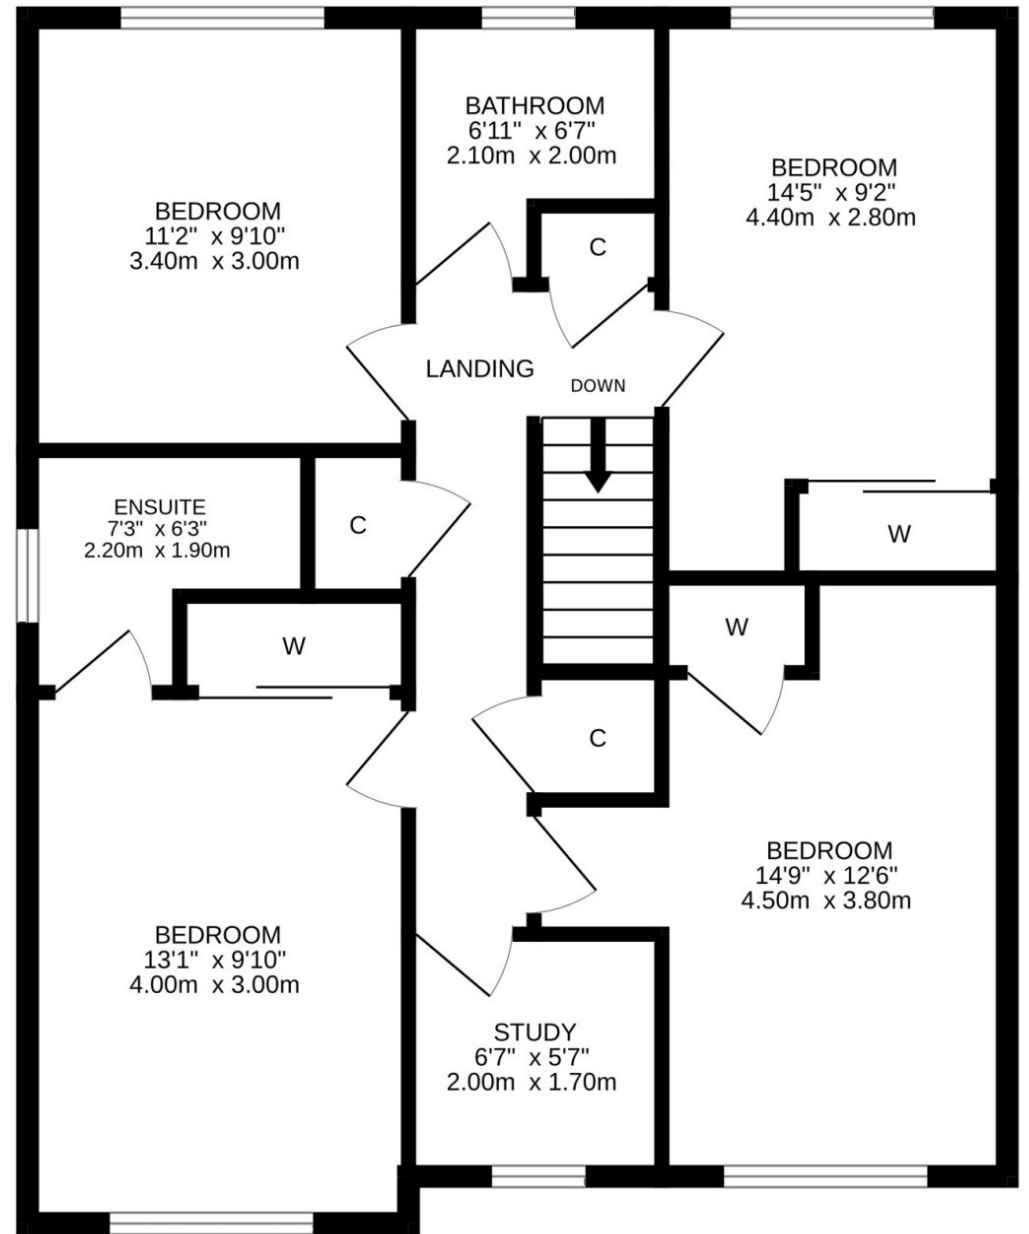 BATHROOM
6'11" x 6'7"
2.10m x 2.00m
BEDROOM
14'5" x 9'2"
4.40m x 2.80m
BEDROOM
11'2" x 9'10"
3.40m x 3.00m
C
LANDING
DOWN
ENSUITE
7'3" x 6'3"
2.20m x 1.90m
C
W
W
W
C
BEDROOM
14'9" x 12'6"
4.50m x 3.80m
BEDROOM
13'1" x 9'10"
4.00m x 3.00m
STUDY
6'7" x 5'7"
2.00m x 1.70m